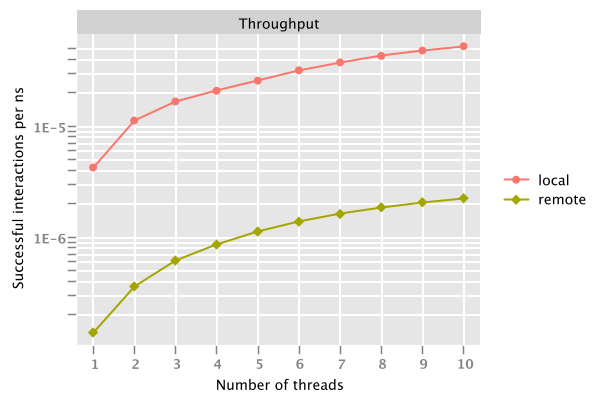 Throughput
Successful interactions per ns
1E-5
1E-6
local
remote
1 2 3 4 5 6 7 8 9 10
Number of threads